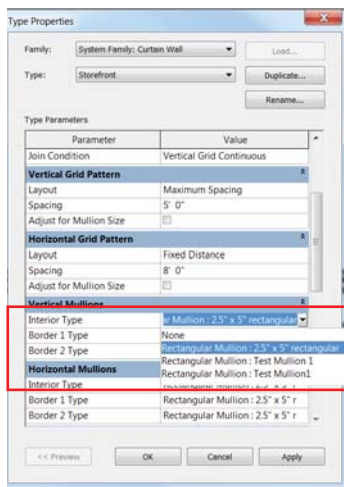 Type Properties
Family: System Family: Curtain Wall Load...
Type: Storefront Duplicate...
Rename...
Type Parameters
Parameter Value
Join Condition Vertical Grid Continuous
Vertical Grid Pattern
Layout Maximum Spacing
Spacing 5' 0"
Adjust for Mullion Size
Horizontal Grid Pattern
Layout Fixed Distance
Spacing 8' 0"
Adjust for Mullion Size
Vertical Mullions
Interior Type er Mullion : 2.5" x 5" rectangular
Border 1 Type None
Border 2 Type Rectangular Mullion : 2.5" x 5" rectangular
Rectangular Mullion : Test Mullion 1
Horizontal Mullions Rectangular Mullion : Test Mullion1
Interior Type
Border 1 Type Rectangular Mullion : 2.5" x 5" r
Border 2 Type Rectangular Mullion : 2.5" x 5" r
<< Preview OK Cancel Apply